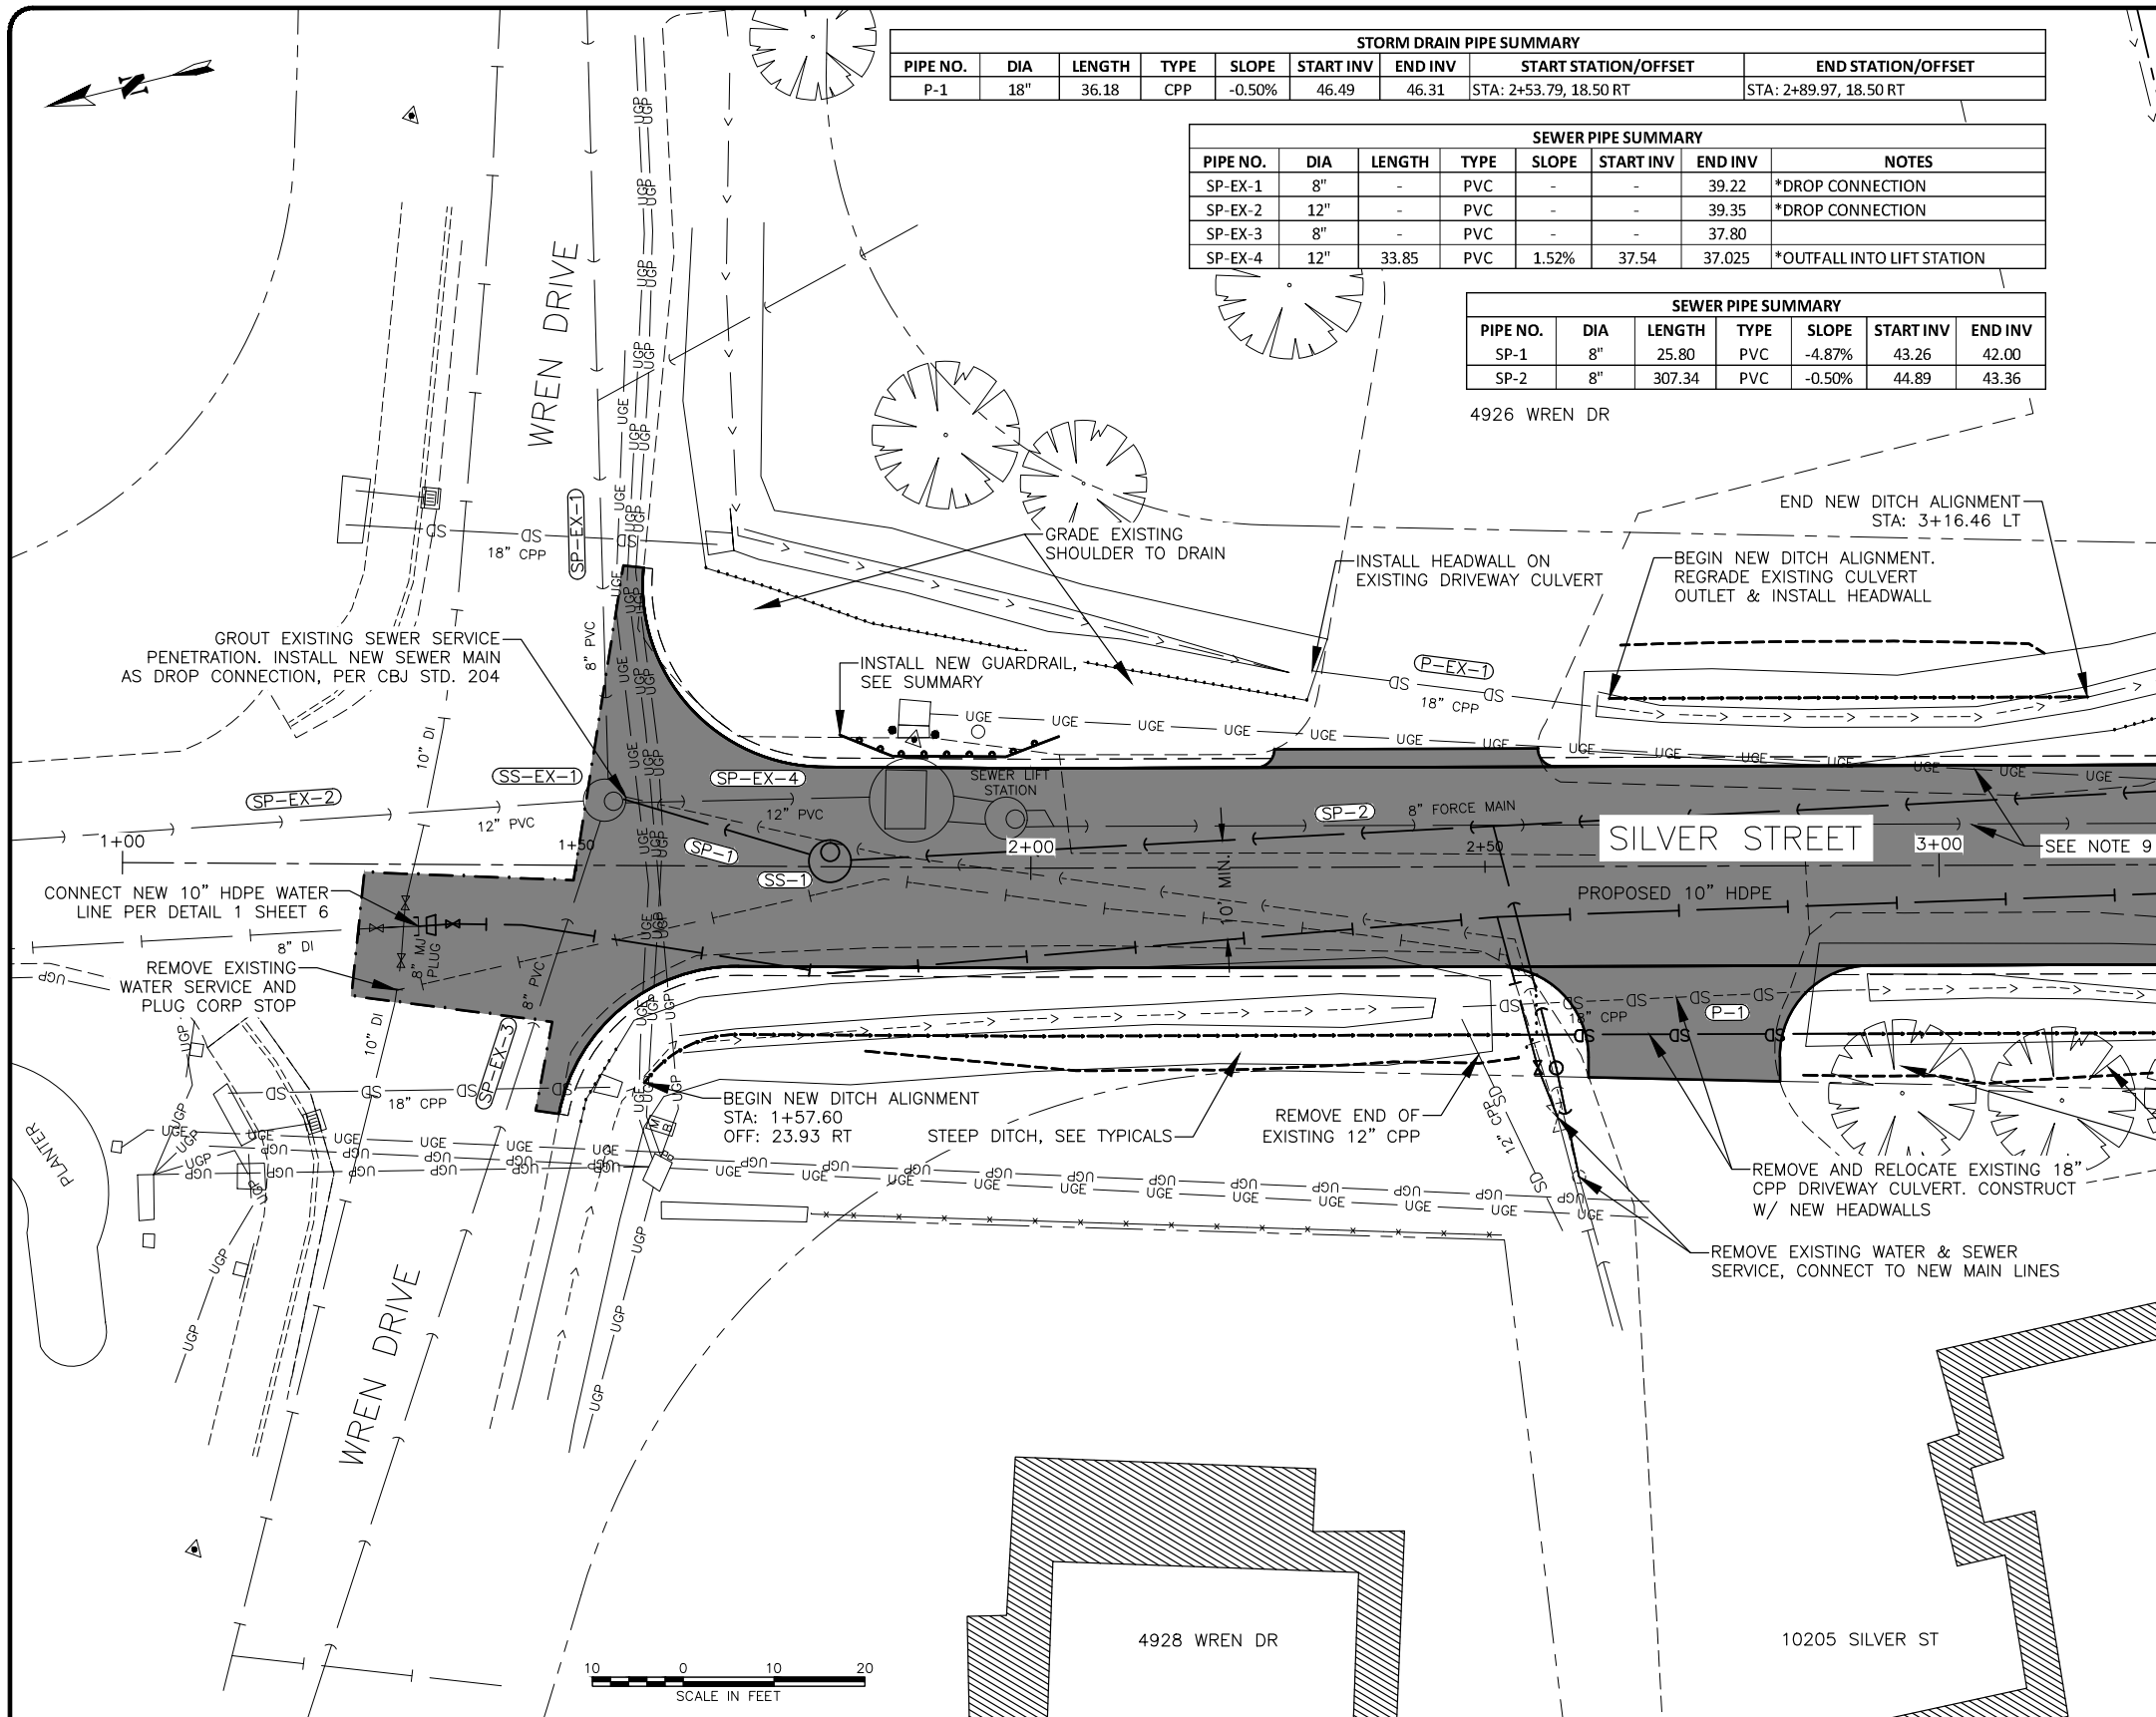 STORM DRAIN PIPE SUMMARY
PIPE NO. DIA LENGTH TYPE SLOPE START INV END INV START STATION/OFFSET END STATION/OFFSET
P-1 18" 36.18 CPP -0.50% 46.49 46.31 STA: 2+53.79, 18.50 RT STA: 2+89.97, 18.50 RT
SEWER PIPE SUMMARY
PIPE NO. DIA LENGTH TYPE SLOPE START INV END INV NOTES
SP-EX-1 8" - PVC - - 39.22 *DROP CONNECTION
SP-EX-2 12" - PVC - - 39.35 *DROP CONNECTION
SP-EX-3 8" - PVC - - 37.80
SP-EX-4 12" 33.85 PVC 1.52% 37.54 37.025 *OUTFALL INTO LIFT STATION
SEWER PIPE SUMMARY
PIPE NO. DIA LENGTH TYPE SLOPE START INV END INV
SP-1 8" 25.80 PVC -4.87% 43.26 42.00
SP-2 8" 307.34 PVC -0.50% 44.89 43.36
4926 WREN DR
N
WREN DRIVE
SP-EX-1
18" CPP
8" PVC
GRADE EXISTING
SHOULDER TO DRAIN
INSTALL HEADWALL ON
EXISTING DRIVEWAY CULVERT
END NEW DITCH ALIGNMENT
STA: 3+16.46 LT
BEGIN NEW DITCH ALIGNMENT.
REGRADE EXISTING CULVERT
OUTLET & INSTALL HEADWALL
GROUT EXISTING SEWER SERVICE
PENETRATION. INSTALL NEW SEWER MAIN
AS DROP CONNECTION, PER CBJ STD. 204
INSTALL NEW GUARDRAIL,
SEE SUMMARY
P-EX-1
18" CPP
10" DI
SS-EX-1
SP-EX-4
SEWER LIFT
STATION
SP-EX-2
12" PVC
12" PVC
SP-2
8" FORCE MAIN
SILVER STREET
1+00
1+50
2+00
2+50
3+00
SEE NOTE 9
SP-1
SS-1
10' MIN.
PROPOSED 10" HDPE
CONNECT NEW 10" HDPE WATER
LINE PER DETAIL 1 SHEET 6
8" DI
8" MJ
PLUG
8" PVC
REMOVE EXISTING
WATER SERVICE AND
PLUG CORP STOP
10" DI
SP-EX-3
18" CPP
18" CPP
P-1
BEGIN NEW DITCH ALIGNMENT
STA: 1+57.60
OFF: 23.93 RT
STEEP DITCH, SEE TYPICALS
REMOVE END OF
EXISTING 12" CPP
12" CPP
REMOVE AND RELOCATE EXISTING 18"
CPP DRIVEWAY CULVERT. CONSTRUCT
W/ NEW HEADWALLS
REMOVE EXISTING WATER & SEWER
SERVICE, CONNECT TO NEW MAIN LINES
PLANTER
UGP
UGE
SD
WREN DRIVE
4928 WREN DR
10205 SILVER ST
10 0 10 20
SCALE IN FEET